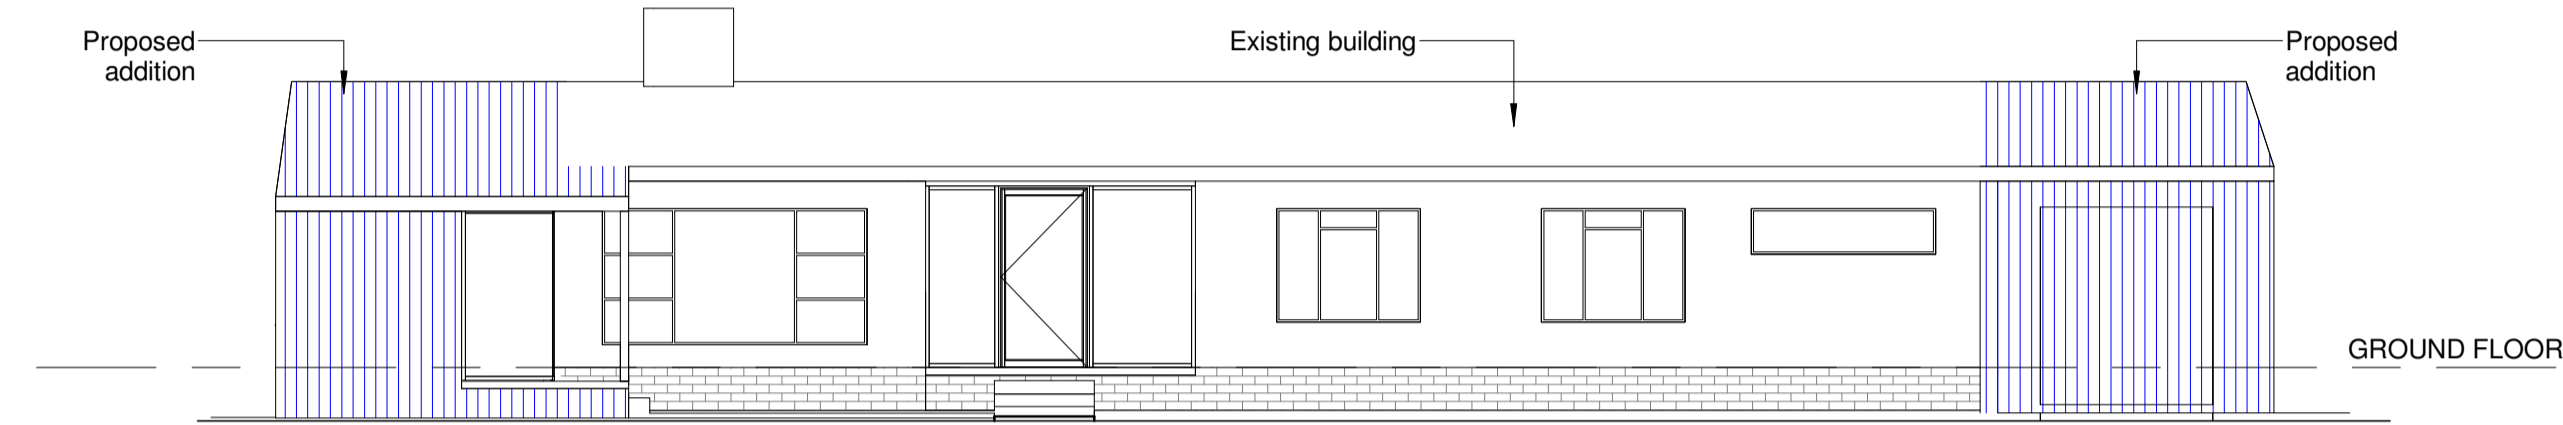 Proposed
addition
Existing building
Proposed
addition
GROUND FLOOR